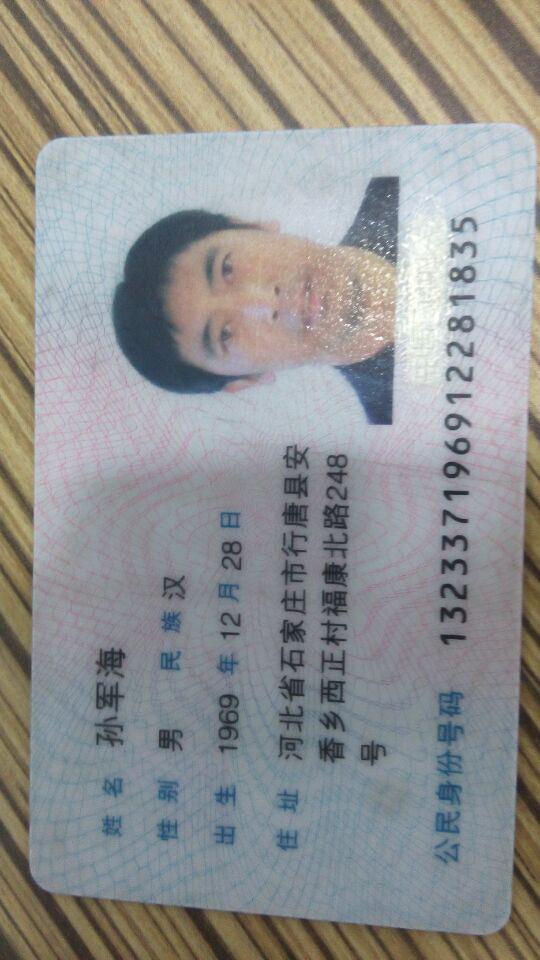 姓名 孙军海
性别 男 民族 汉
出生 1969 年 12 月 28 日
住址 河北省石家庄市行唐县安
香乡西正村福康北路248
号
公民身份号码 132337196912281835